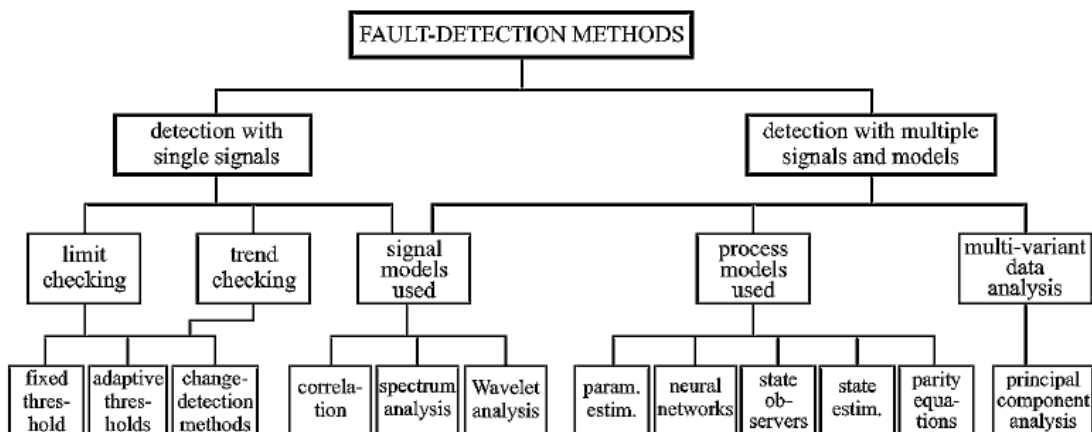 FAULT-DETECTION METHODS
detection with
single signals
detection with multiple
signals and models
limit
checking
trend
checking
signal
models
used
process
models
used
multi-variant
data
analysis
fixed
thres-
hold
adaptive
thres-
holds
change-
detection
methods
correla-
tion
spectrum
analysis
Wavelet
analysis
param.
estim.
neural
networks
state
ob-
servers
state
estim.
parity
equa-
tions
principal
component
analysis